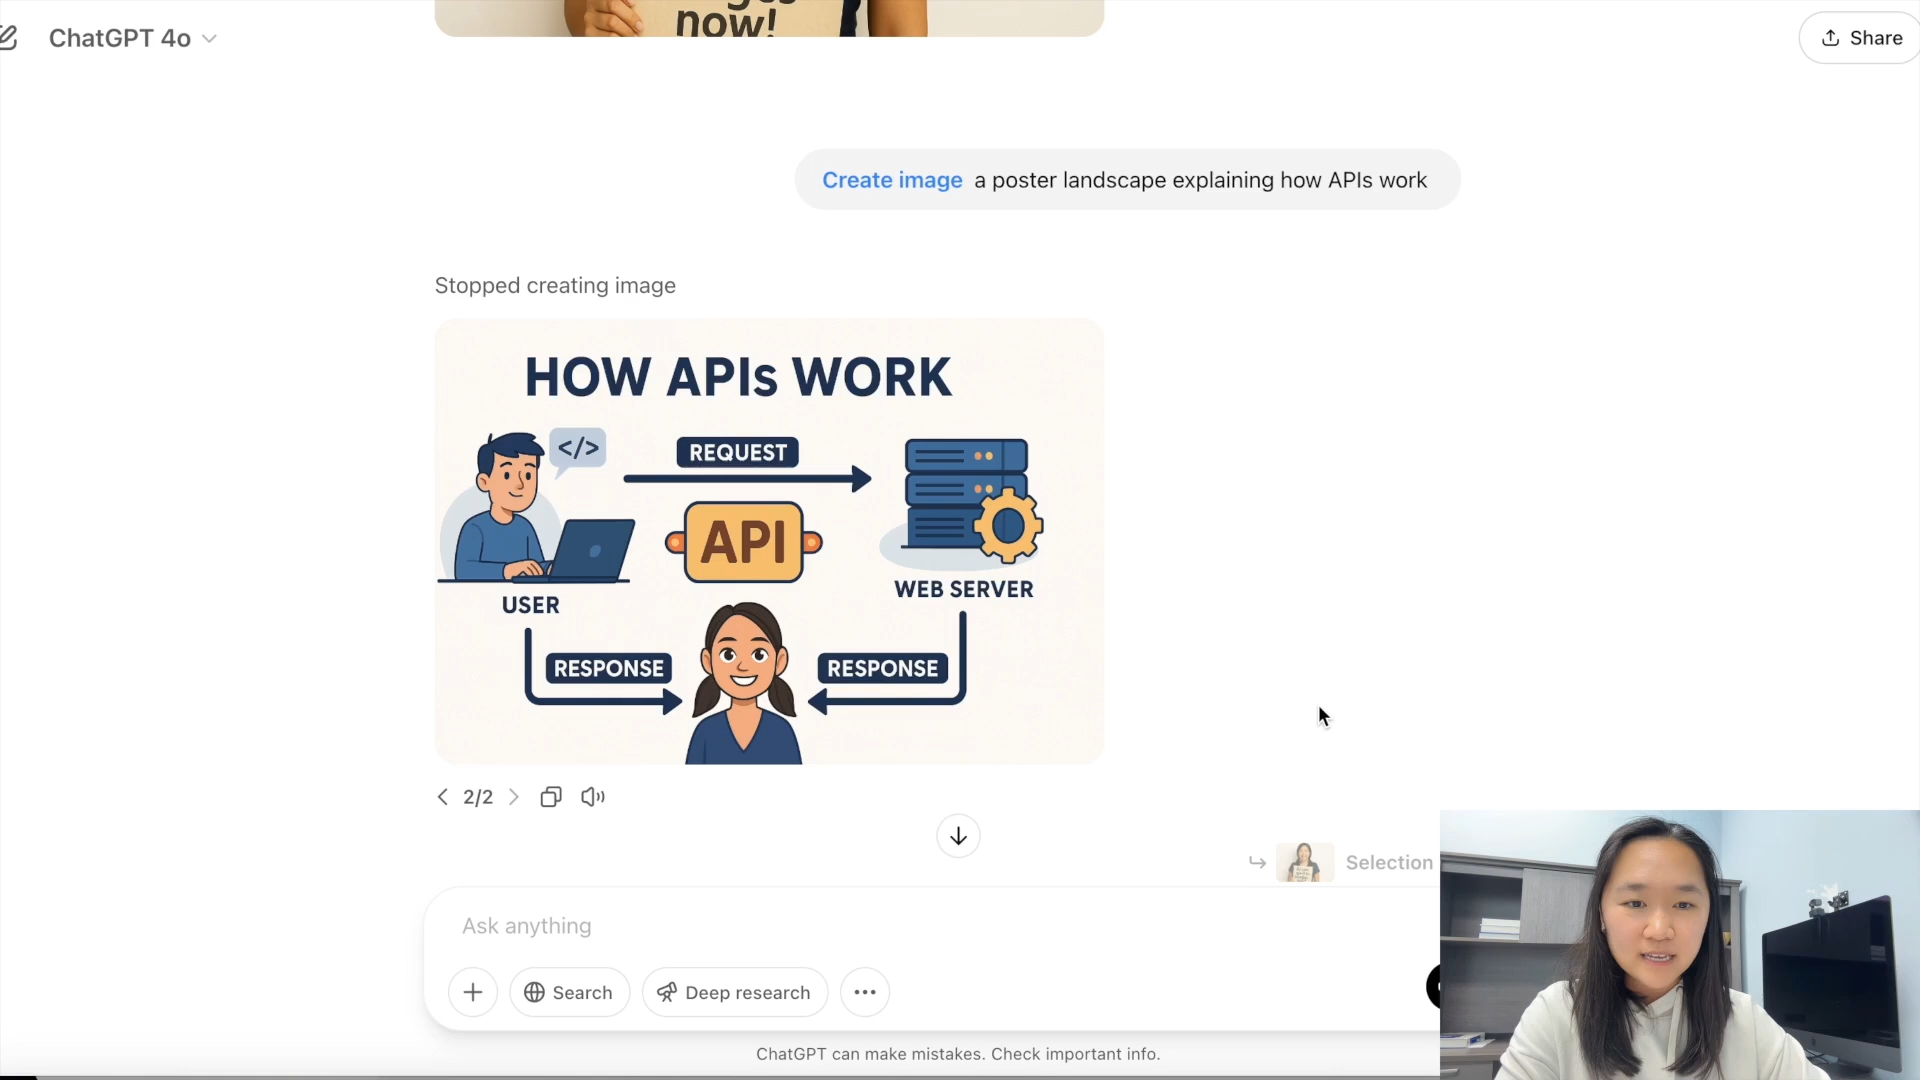 now!
ChatGPT 4o
Share
Create image a poster landscape explaining how APIs work
Stopped creating image
HOW APIs WORK
</>
REQUEST
API
USER
WEB SERVER
RESPONSE
RESPONSE
2/2
Selection
Ask anything
Search
Deep research
ChatGPT can make mistakes. Check important info.